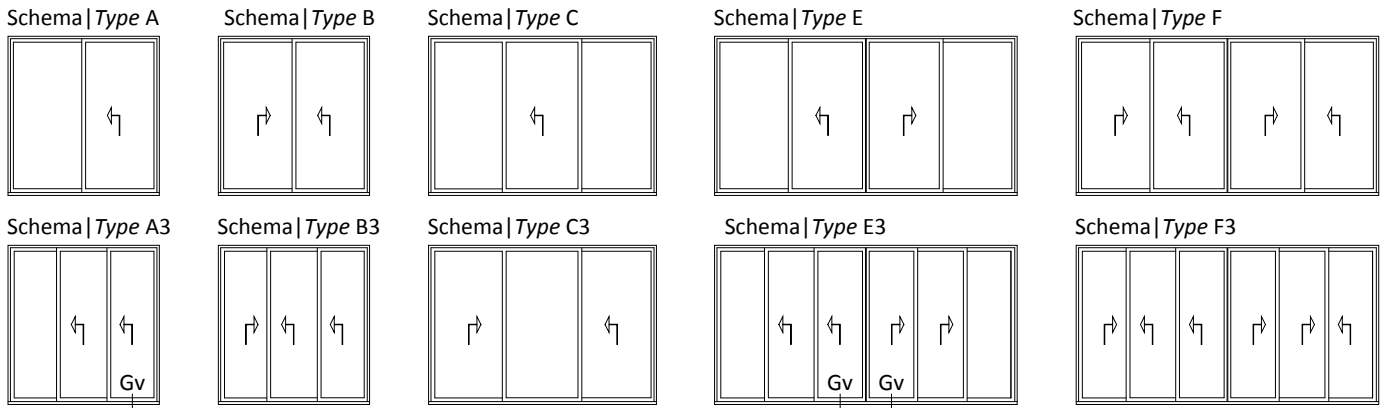 Schema|Type A
Schema|Type B
Schema|Type C
Schema|Type E
Schema|Type F
Schema|Type A3
Schema|Type B3
Schema|Type C3
Schema|Type E3
Schema|Type F3
Gv
Gv
Gv